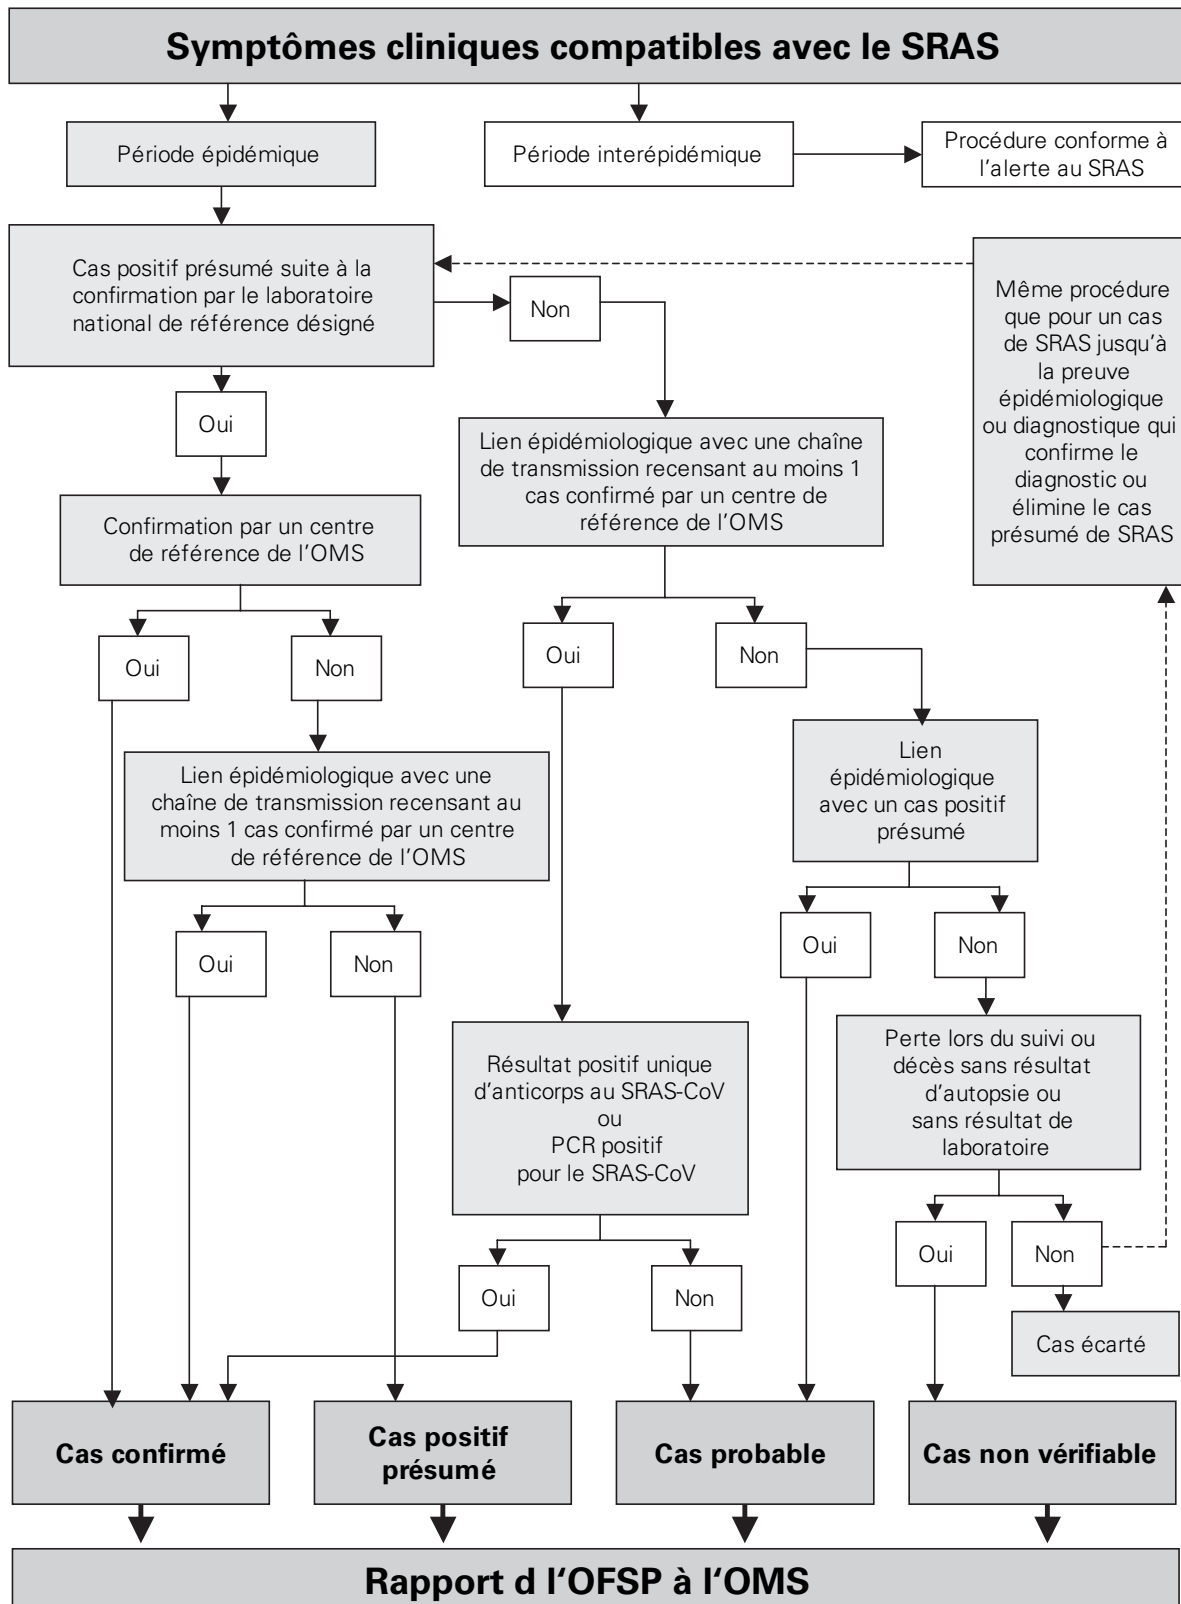 Symptômes cliniques compatibles avec le SRAS
Période épidémique
Période interépidémique
Procédure conforme à
l'alerte au SRAS
Cas positif présumé suite à la
confirmation par le laboratoire
national de référence désigné
Non
Même procédure
que pour un cas
de SRAS jusqu'à
la preuve
épidémiologique
ou diagnostique qui
confirme le
diagnostic ou
élimine le cas
présumé de SRAS
Oui
Lien épidémiologique avec une chaîne
de transmission recensant au moins 1
cas confirmé par un centre de
référence de l'OMS
Confirmation par un centre
de référence de l'OMS
Oui
Non
Oui
Non
Lien épidémiologique avec une
chaîne de transmission recensant au
moins 1 cas confirmé par un centre
de référence de l'OMS
Lien
épidémiologique
avec un cas positif
présumé
Oui
Non
Oui
Non
Résultat positif unique
d'anticorps au SRAS-CoV
ou
PCR positif
pour le SRAS-CoV
Perte lors du suivi ou
décès sans résultat
d'autopsie ou
sans résultat de
laboratoire
Oui
Non
Oui
Non
Cas écarté
Cas confirmé
Cas positif
présumé
Cas probable
Cas non vérifiable
Rapport d l'OFSP à l'OMS